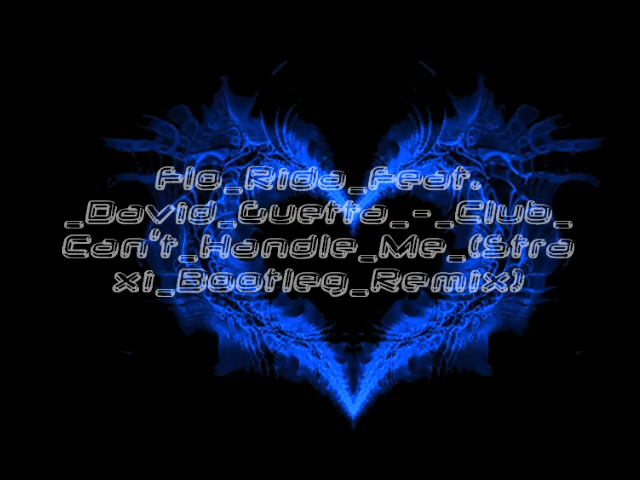 Flo_Rida_Feat.
_David_Guetta_-_Club_
Can't_Handle_Me_(Stra
xi_Bootleg_Remix)